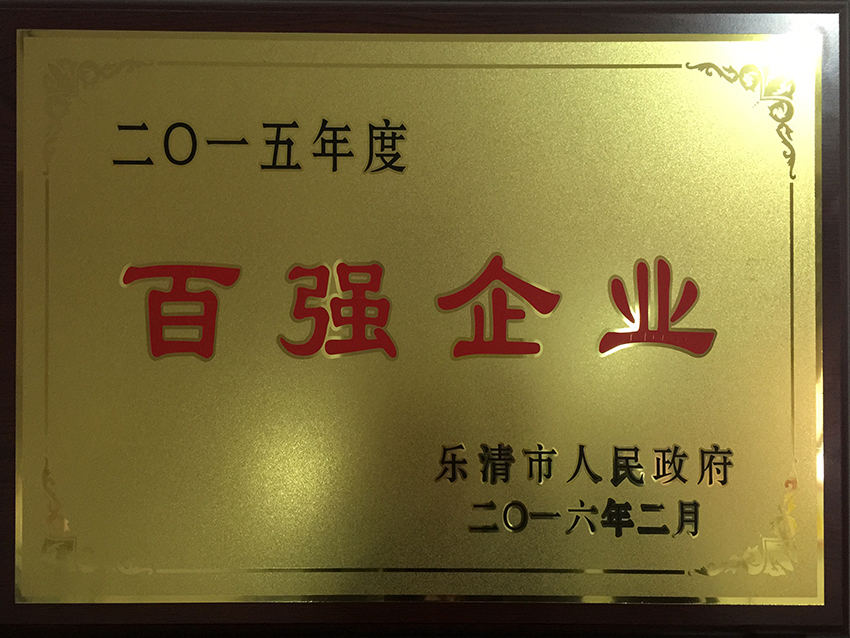 二〇一五年度
百强企业
乐清市人民政府
二〇一六年二月